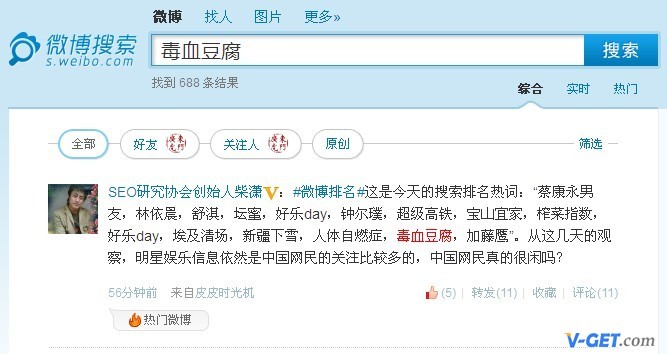 微博 找人 图片 更多»
微博搜索
s.weibo.com
毒血豆腐
搜索
找到 688 条结果
综合 实时 热门
全部 好友 关注人 原创 筛选
SEO研究协会创始人柴潇V：#微博排名#这是今天的搜索排名热词：“蔡康永男
友，林依晨，舒淇，坛蜜，好乐day，钟尔璞，超级高铁，宝山宜家，榨菜指数，
好乐day，埃及清场，新疆下雪，人体自燃症，毒血豆腐，加藤鹰”。从这几天的观
察，明星娱乐信息依然是中国网民的关注比较多的，中国网民真的很闲吗？
56分钟前 来自皮皮时光机
(5) 转发(11) 收藏 评论(11)
热门微博
V-GET.com